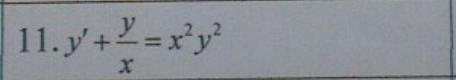 11. y' + y/x = x²y²